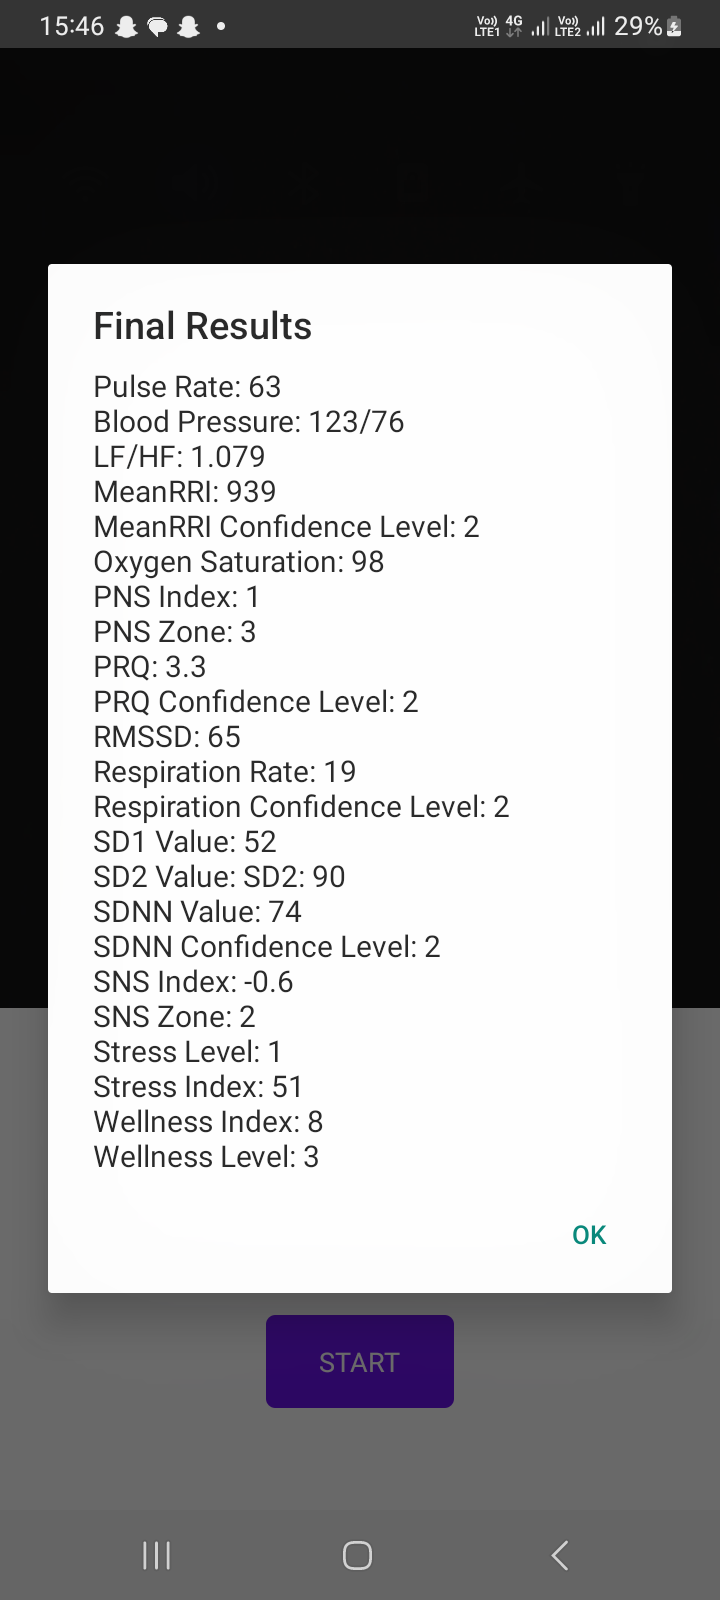 15:46
Vo)) LTE1 4G Vo)) LTE2 29%
Final Results
Pulse Rate: 63
Blood Pressure: 123/76
LF/HF: 1.079
MeanRRI: 939
MeanRRI Confidence Level: 2
Oxygen Saturation: 98
PNS Index: 1
PNS Zone: 3
PRQ: 3.3
PRQ Confidence Level: 2
RMSSD: 65
Respiration Rate: 19
Respiration Confidence Level: 2
SD1 Value: 52
SD2 Value: SD2: 90
SDNN Value: 74
SDNN Confidence Level: 2
SNS Index: -0.6
SNS Zone: 2
Stress Level: 1
Stress Index: 51
Wellness Index: 8
Wellness Level: 3
OK
START